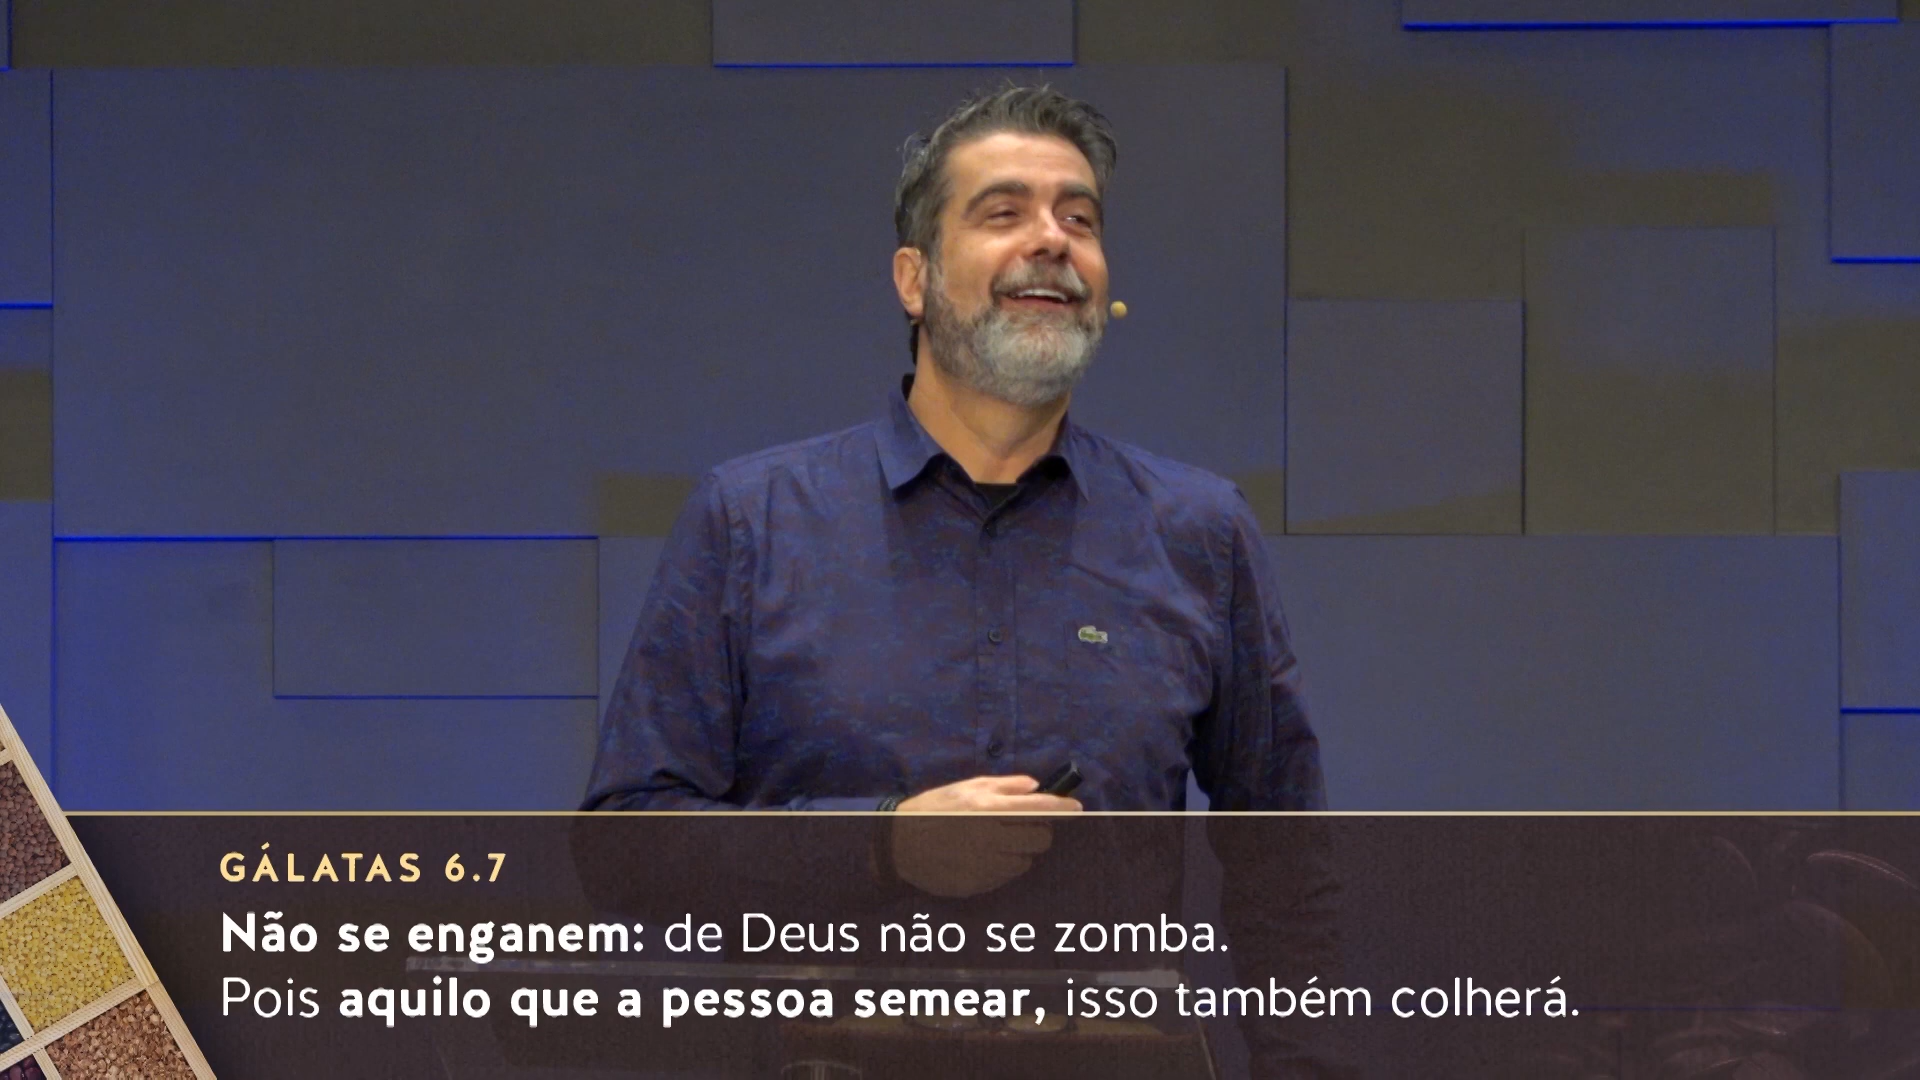 GÁLATAS 6.7
Não se enganem: de Deus não se zomba.
Pois aquilo que a pessoa semear, isso também colherá.